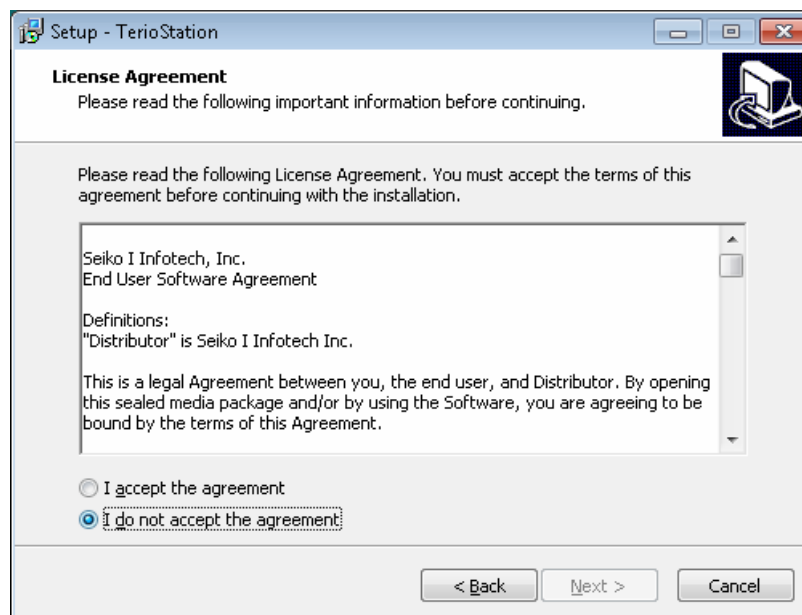 Setup - TerioStation
License Agreement
Please read the following important information before continuing.
Please read the following License Agreement. You must accept the terms of this
agreement before continuing with the installation.
Seiko I Infotech, Inc.
End User Software Agreement
Definitions:
"Distributor" is Seiko I Infotech Inc.
This is a legal Agreement between you, the end user, and Distributor. By opening
this sealed media package and/or by using the Software, you are agreeing to be
bound by the terms of this Agreement.
I accept the agreement
I do not accept the agreement
< Back
Next >
Cancel